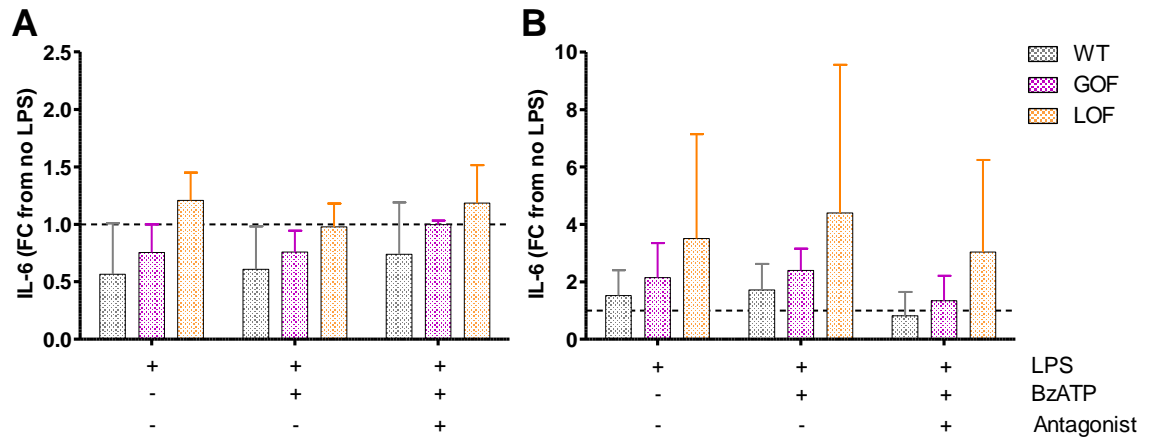 A
B
IL-6 (FC from no LPS)
2.5
2.0
1.5
1.0
0.5
0.0
IL-6 (FC from no LPS)
10
8
6
4
2
0
WT
GOF
LOF
+ + + + + + LPS
- + + - + + BzATP
- - + - - + Antagonist